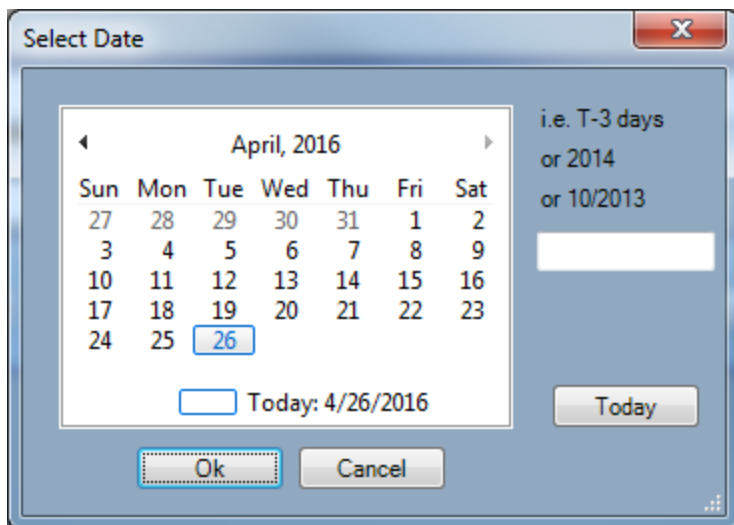 Select Date
April, 2016
Sun Mon Tue Wed Thu Fri Sat
27 28 29 30 31 1 2
3 4 5 6 7 8 9
10 11 12 13 14 15 16
17 18 19 20 21 22 23
24 25 26
Today: 4/26/2016
i.e. T-3 days
or 2014
or 10/2013
Today
Ok Cancel